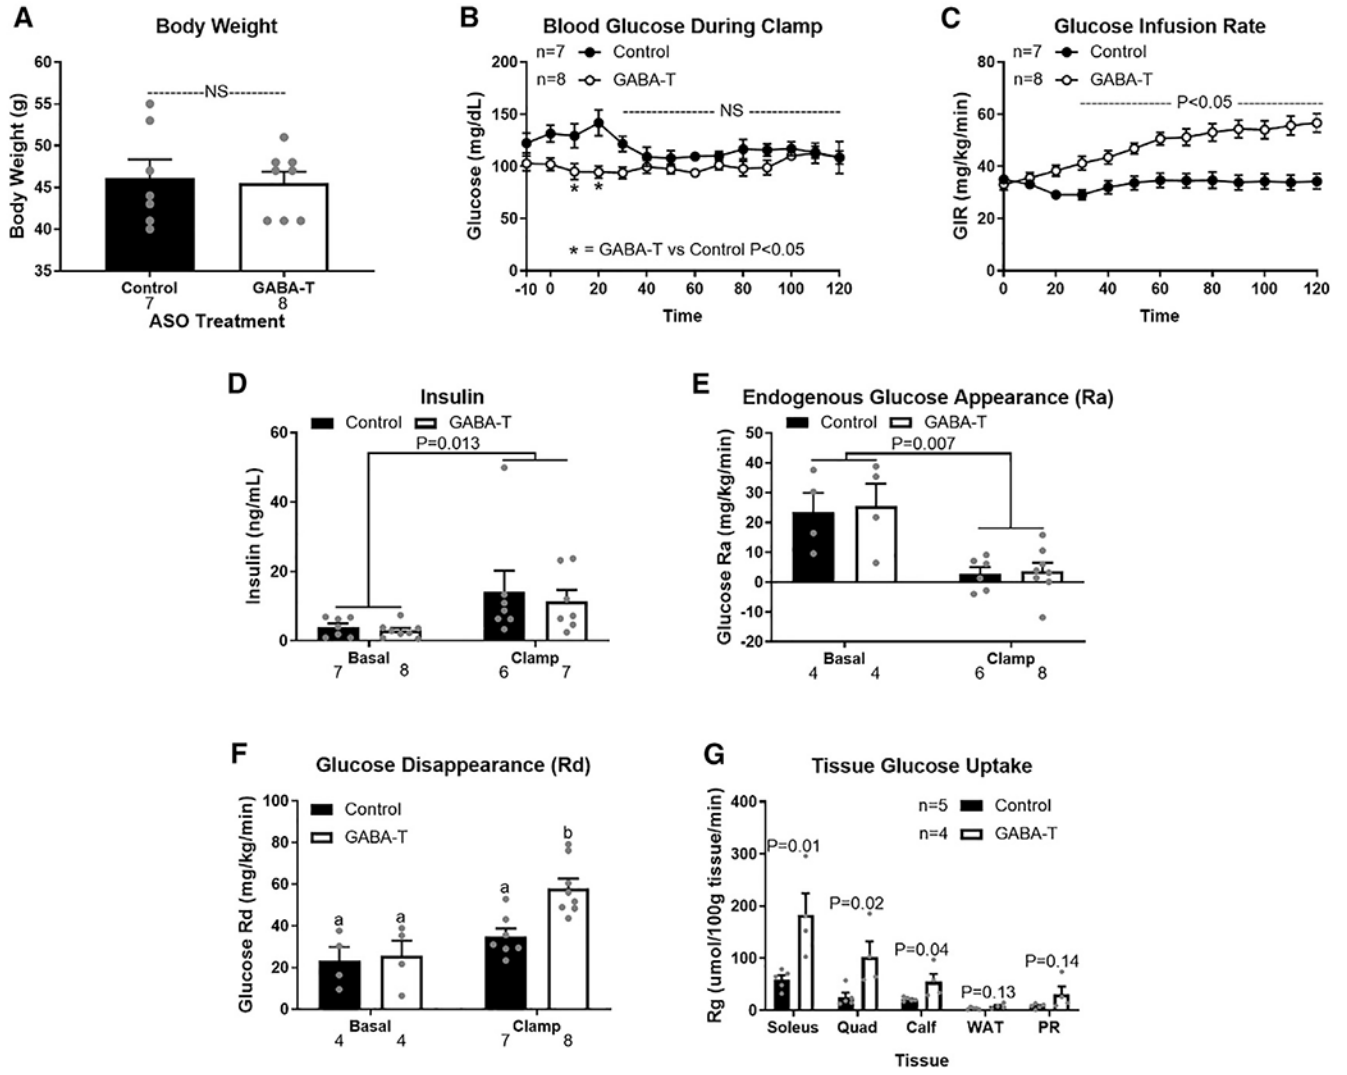 A
Body Weight
Body Weight (g)
60
55
50
45
40
35
NS
Control
GABA-T
7
8
ASO Treatment
B
Blood Glucose During Clamp
n=7 Control
n=8 GABA-T
Glucose (mg/dL)
200
150
100
50
0
NS
* *
* = GABA-T vs Control P<0.05
-10 0 20 40 60 80 100 120
Time
C
Glucose Infusion Rate
n=7 Control
n=8 GABA-T
GIR (mg/kg/min)
80
60
40
20
0
P<0.05
0 20 40 60 80 100 120
Time
D
Insulin
Control GABA-T
P=0.013
Insulin (ng/mL)
60
40
20
0
Basal Clamp
7 8 6 7
E
Endogenous Glucose Appearance (Ra)
Control GABA-T
P=0.007
Glucose Ra (mg/kg/min)
50
40
30
20
10
0
-10
-20
Basal Clamp
4 4 6 8
F
Glucose Disappearance (Rd)
Control
GABA-T
Glucose Rd (mg/kg/min)
100
80
60
40
20
0
a a a b
Basal Clamp
4 4 7 8
G
Tissue Glucose Uptake
n=5 Control
n=4 GABA-T
Rg (umol/100g tissue/min)
400
300
200
100
0
P=0.01
P=0.02
P=0.04
P=0.13
P=0.14
Soleus Quad Calf WAT PR
Tissue